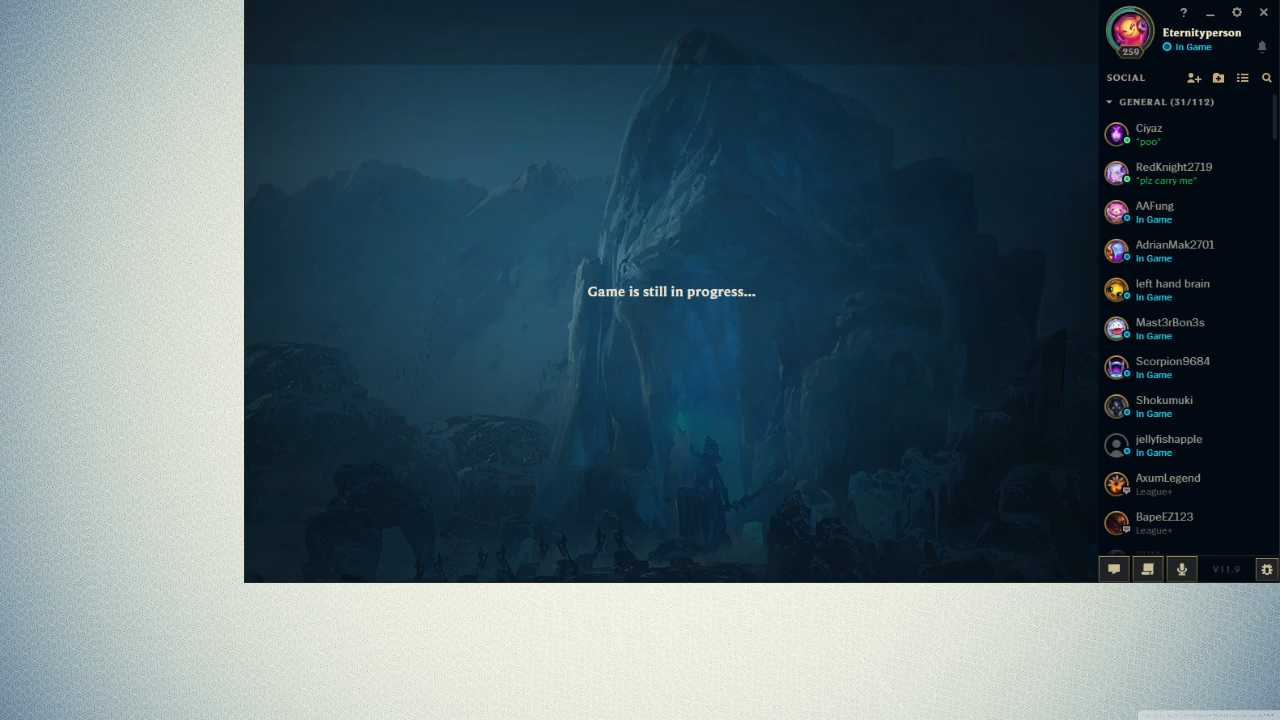 ?
Eternityperson
259
In Game
SOCIAL
GENERAL (31/112)
Ciyaz
"poo"
RedKnight2719
"plz carry me"
AAFung
In Game
AdrianMak2701
In Game
left hand brain
In Game
Game is still in progress...
Mast3rBon3s
In Game
Scorpion9684
In Game
Shokumuki
In Game
jellyfishapple
In Game
AxumLegend
League+
BapeEZ123
League+
V11.9